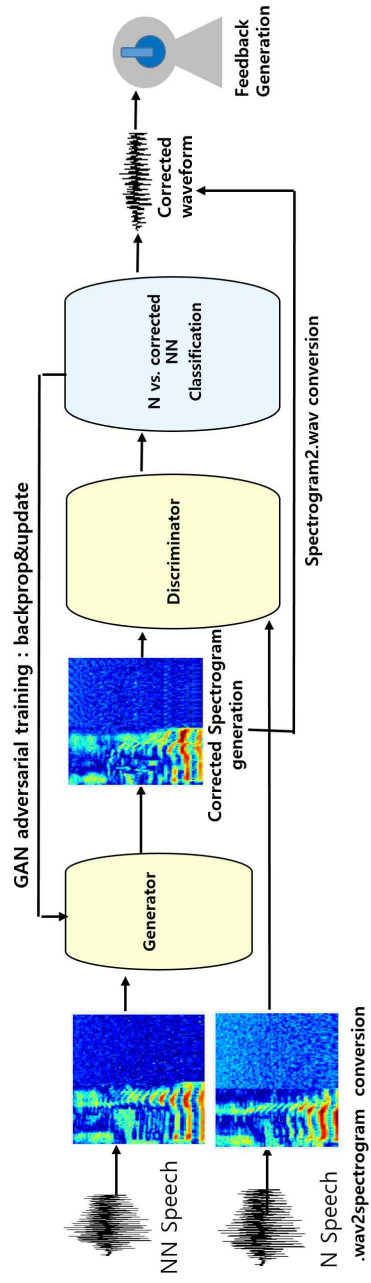 GAN adversarial training : backprop&update
NN Speech
N Speech
.wav2spectrogram conversion
Generator
Corrected Spectrogram
generation
Discriminator
N vs. corrected
NN
Classification
Corrected
waveform
Feedback
Generation
Spectrogram2.wav conversion